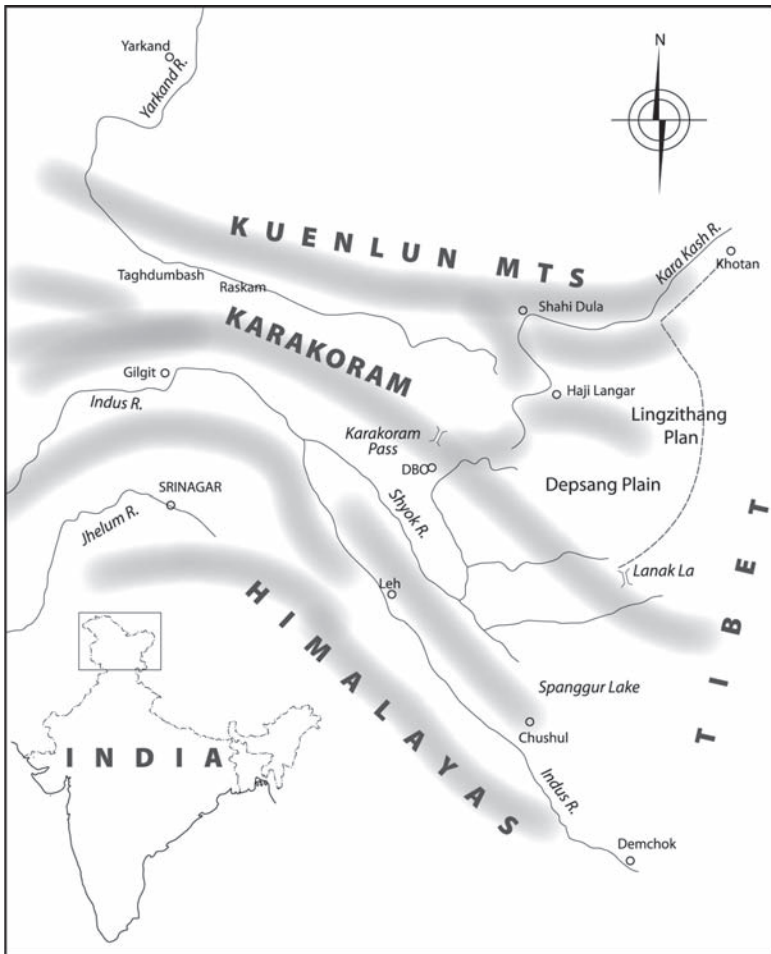 N
Yarkand
Yarkand R.
KUENLUN MTS
Kara Kash R.
Khotan
Taghdumbash
Raskam
Shahi Dula
KARAKORAM
Gilgit
Indus R.
Haji Langar
Lingzithang
Plan
Karakoram
Pass
DBO
Depsang Plain
SRINAGAR
Jhelum R.
Shyok R.
Leh
Lanak La
HIMALAYAS
TIBET
Spanggur Lake
Chushul
INDIA
Indus R.
Demchok